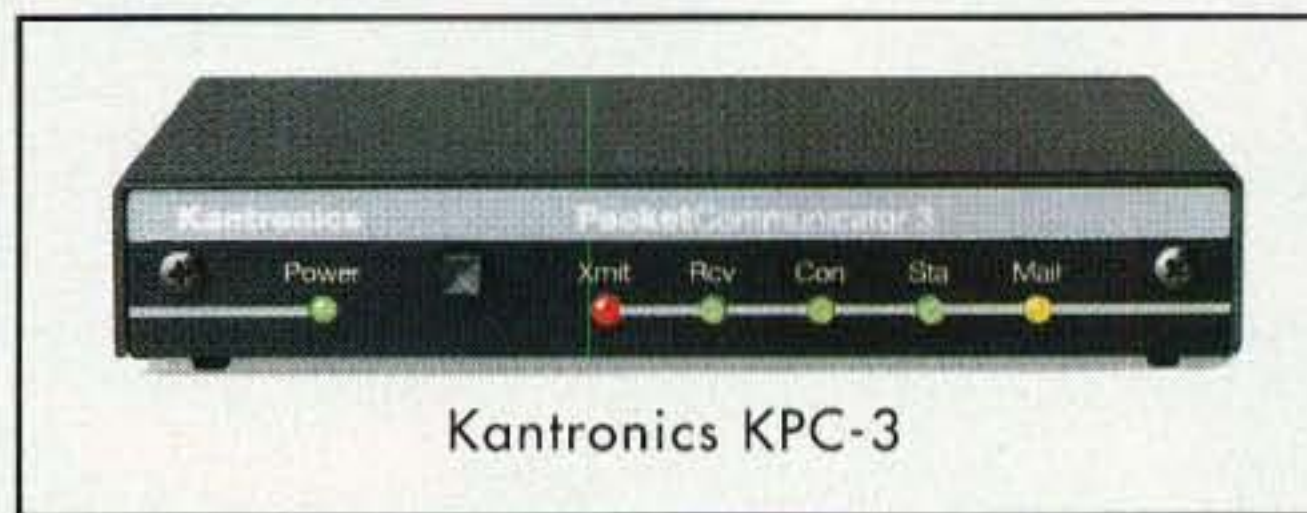 Kantronics PacketCommunicator 3
Power Xmit Rcv Con Sta Mail
Kantronics KPC-3